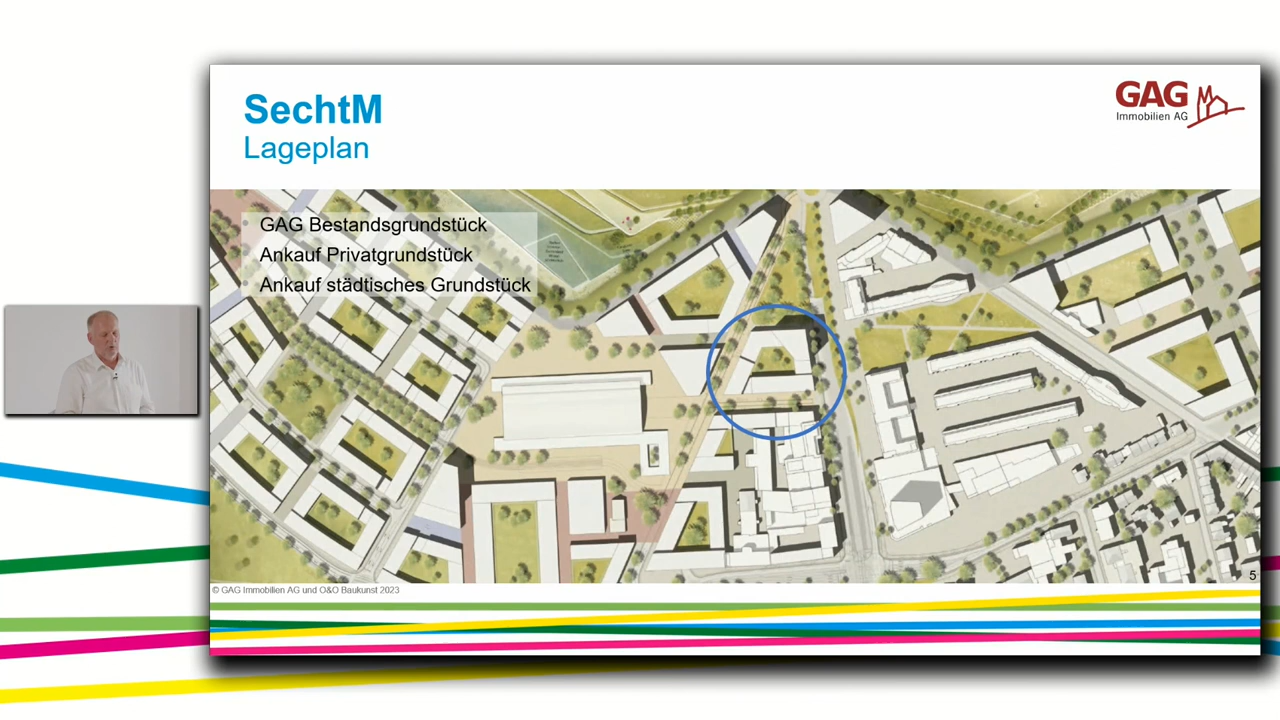 SechtM
Lageplan
GAG
Immobilien AG
GAG Bestandsgrundstück
Ankauf Privatgrundstück
Ankauf städtisches Grundstück
5
© GAG Immobilien AG und O&O Baukunst 2023